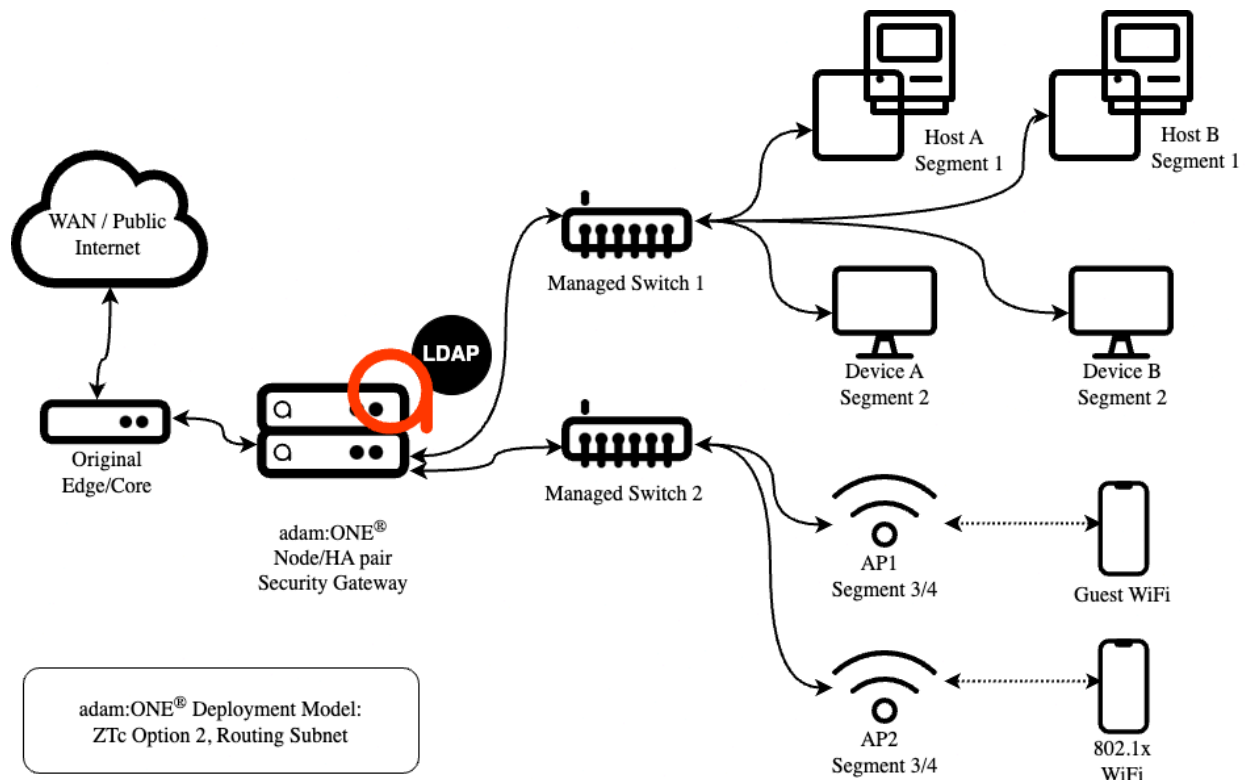 WAN / Public
Internet
Original
Edge/Core
LDAP
adam:ONE®
Node/HA pair
Security Gateway
Managed Switch 1
Managed Switch 2
Host A
Segment 1
Host B
Segment 1
Device A
Segment 2
Device B
Segment 2
AP1
Segment 3/4
Guest WiFi
AP2
Segment 3/4
802.1x
WiFi
adam:ONE® Deployment Model:
ZTc Option 2, Routing Subnet